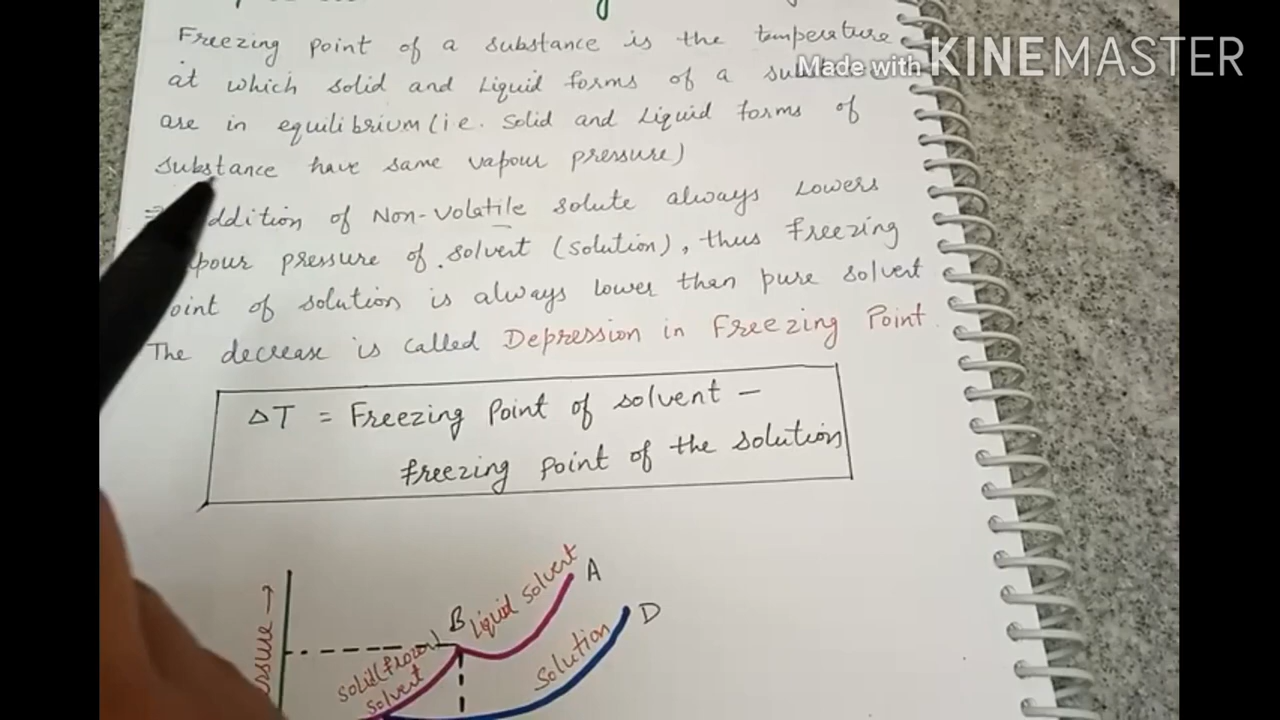 Freezing Point of a substance is the temperature
Made with KINEMASTER
at which solid and Liquid forms of a
are in equilibrium (i.e. Solid and Liquid forms of
substance have same vapour pressure)
ddition of Non-Volatile solute always Lowers
pour pressure of solvent (solution), thus freezing
oint of solution is always lower than pure solvent
The decrease is called Depression in Freezing Point.
ΔT = Freezing Point of solvent -
freezing point of the solution
A
Liquid solvent
B
D
ssure →
solid (frozen)
solvent
solution